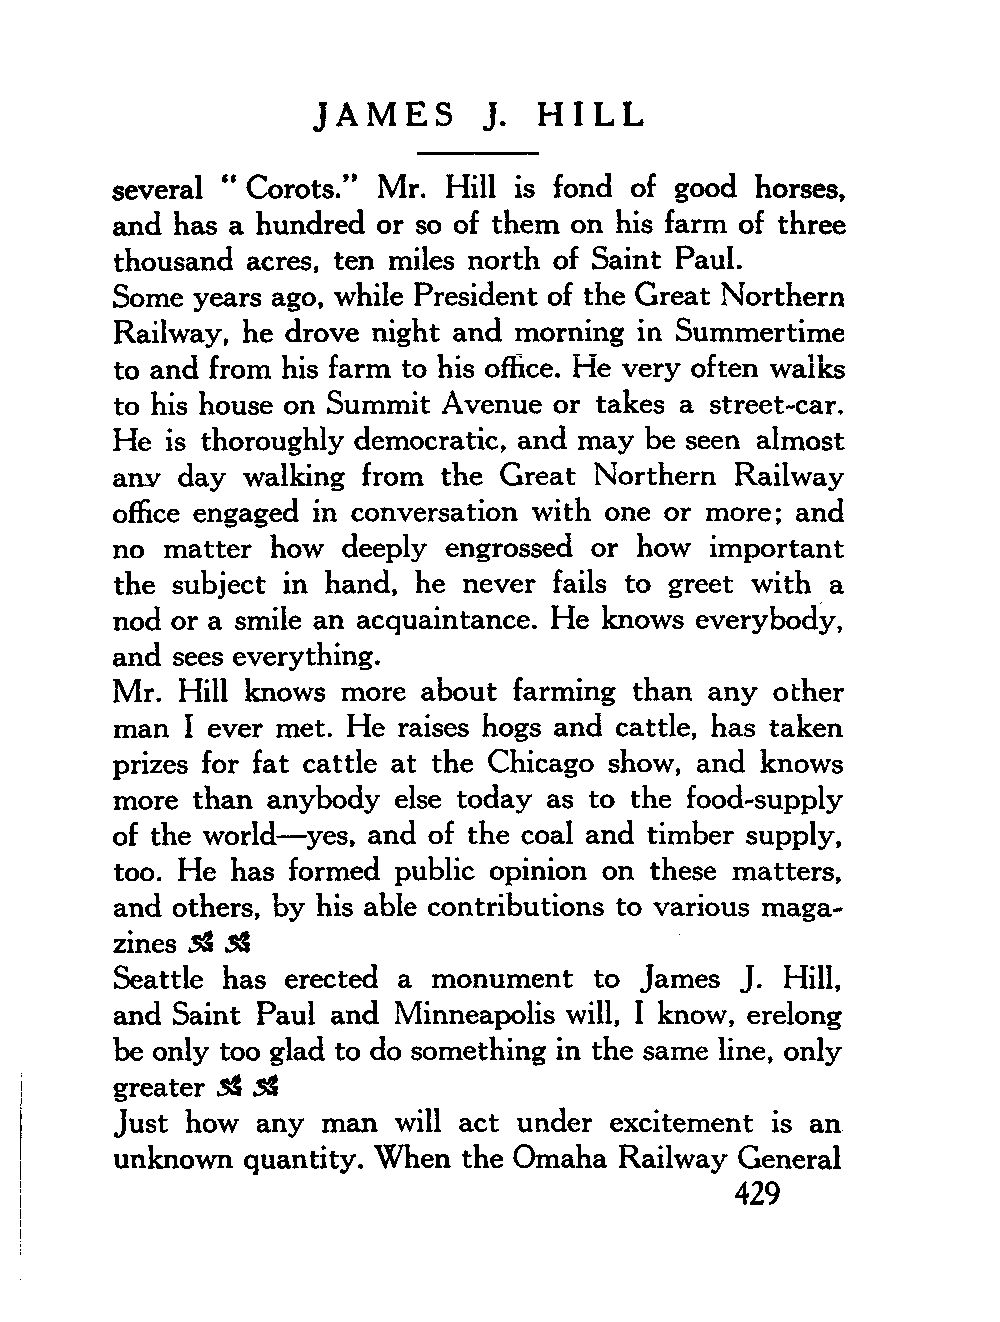 JAMES J. HILL
several “ Corots.” Mr. Hill is fond of good horses,
and has a hundred or so of them on his farm of three
thousand acres, ten miles north of Saint Paul.
Some years ago, while President of the Great Northern
Railway, he drove night and morning in Summertime
to and from his farm to his office. He very often walks
to his house on Summit Avenue or takes a street-car.
He is thoroughly democratic, and may be seen almost
any day walking from the Great Northern Railway
office engaged in conversation with one or more; and
no matter how deeply engrossed or how important
the subject in hand, he never fails to greet with a
nod or a smile an acquaintance. He knows everybody,
and sees everything.
Mr. Hill knows more about farming than any other
man I ever met. He raises hogs and cattle, has taken
prizes for fat cattle at the Chicago show, and knows
more than anybody else today as to the food-supply
of the world—yes, and of the coal and timber supply,
too. He has formed public opinion on these matters,
and others, by his able contributions to various maga-
zines
Seattle has erected a monument to James J. Hill,
and Saint Paul and Minneapolis will, I know, erelong
be only too glad to do something in the same line, only
greater
Just how any man will act under excitement is an
unknown quantity. When the Omaha Railway General
429